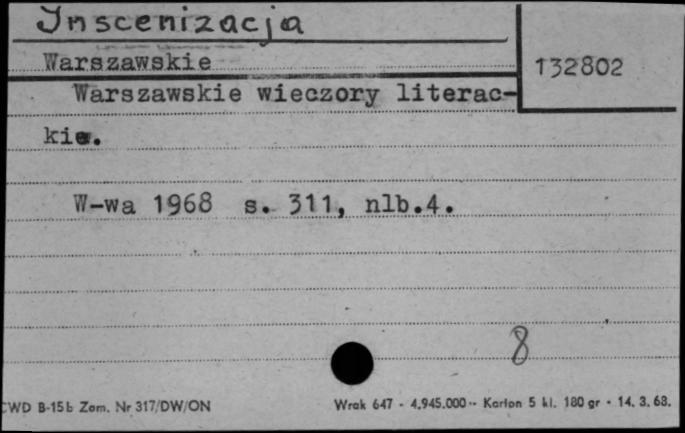 Inscenizacja
Warszawskie
132802
Warszawskie wieczory literac-
kie.
W-wa 1968 s. 311, nlb.4.
8
CWD B-15b Zam. Nr 317/DW/ON
Wrak 647 - 4.945.000 - Karton 5 kl. 180 gr - 14. 3. 68.